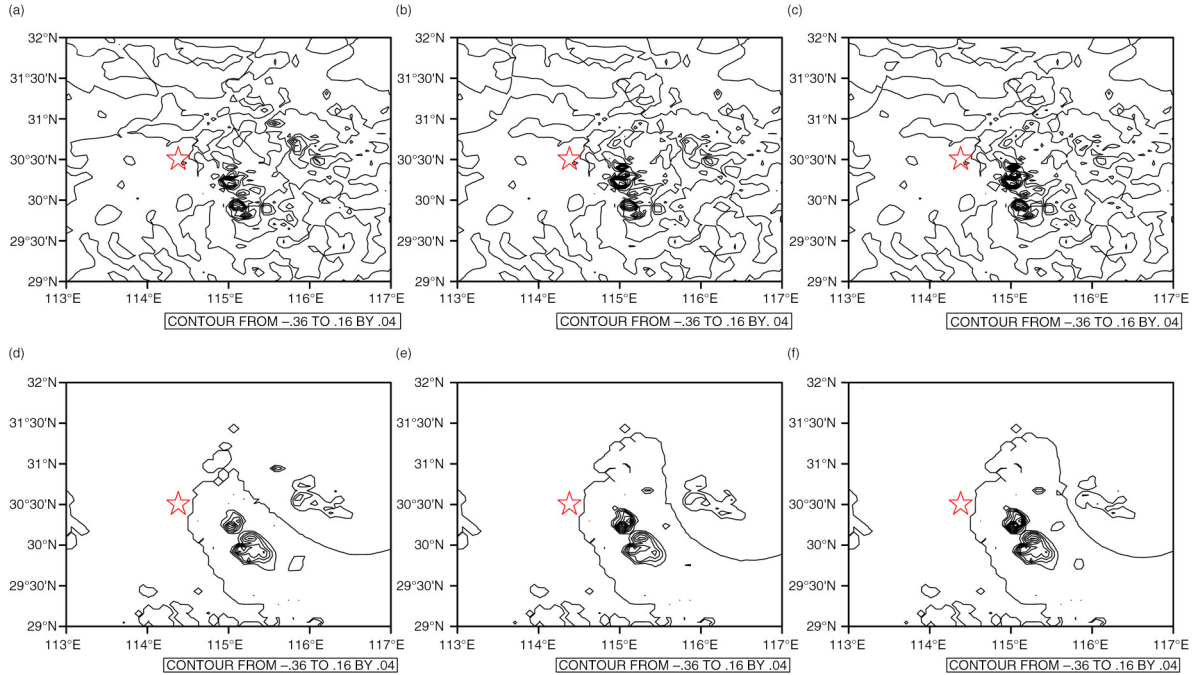 (a)
(b)
(c)
32°N
31°30'N
31°N
30°30'N
30°N
29°30'N
29°N
113°E
114°E
115°E
116°E
117°E
CONTOUR FROM –.36 TO .16 BY .04
32°N
31°30'N
31°N
30°30'N
30°N
29°30'N
29°N
113°E
114°E
115°E
116°E
117°E
CONTOUR FROM –.36 TO .16 BY. 04
32°N
31°30'N
31°N
30°30'N
30°N
29°30'N
29°N
113°E
114°E
115°E
116°E
117°E
CONTOUR FROM –.36 TO .16 BY. 04
(d)
(e)
(f)
32°N
31°30'N
31°N
30°30'N
30°N
29°30'N
29°N
113°E
114°E
115°E
116°E
117°E
CONTOUR FROM –.36 TO .16 BY .04
32°N
31°30'N
31°N
30°30'N
30°N
29°30'N
29°N
113°E
114°E
115°E
116°E
117°E
CONTOUR FROM –.36 TO .16 BY .04
32°N
31°30'N
31°N
30°30'N
30°N
29°30'N
29°N
113°E
114°E
115°E
116°E
117°E
CONTOUR FROM –.36 TO .16 BY .04